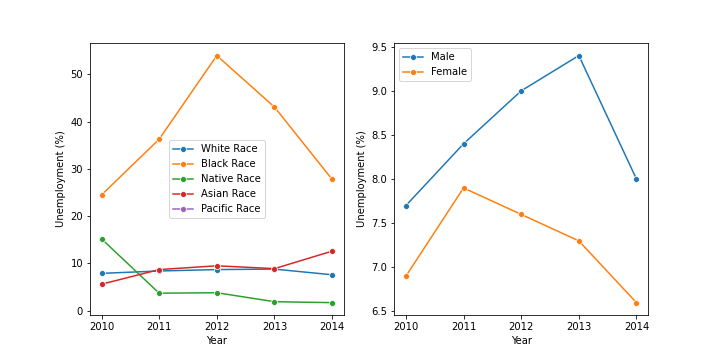 Unemployment (%)
50
40
30
20
10
0
White Race
Black Race
Native Race
Asian Race
Pacific Race
2010 2011 2012 2013 2014
Year
Unemployment (%)
9.5
9.0
8.5
8.0
7.5
7.0
6.5
Male
Female
2010 2011 2012 2013 2014
Year